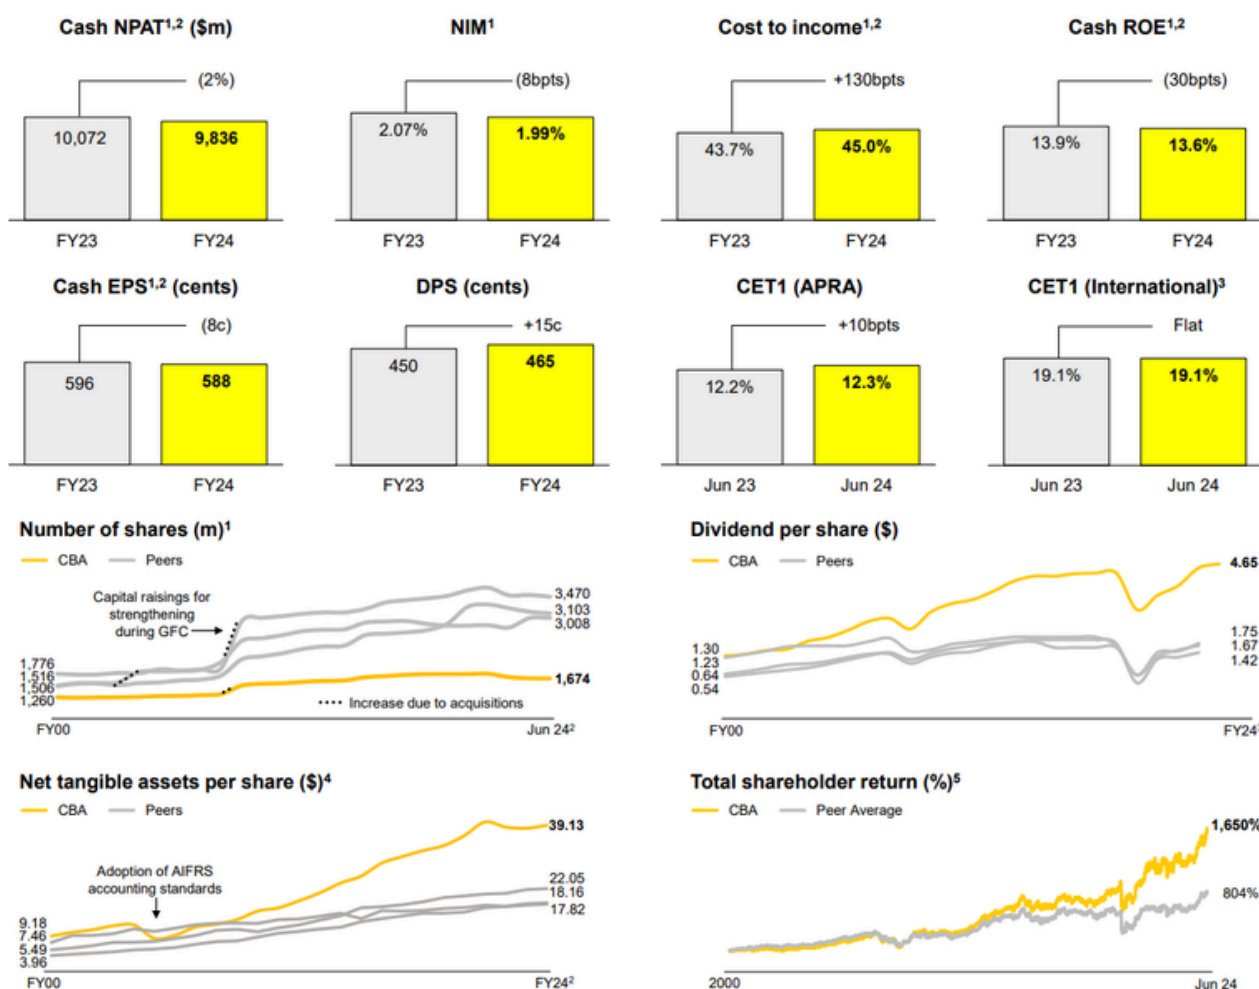 Cash NPAT¹,² ($m)
(2%)
10,072
9,836
FY23
FY24
NIM¹
(8bpts)
2.07%
1.99%
FY23
FY24
Cost to income¹,²
+130bpts
43.7%
45.0%
FY23
FY24
Cash ROE¹,²
(30bpts)
13.9%
13.6%
FY23
FY24
Cash EPS¹,² (cents)
(8c)
596
588
FY23
FY24
DPS (cents)
+15c
450
465
FY23
FY24
CET1 (APRA)
+10bpts
12.2%
12.3%
Jun 23
Jun 24
CET1 (International)³
Flat
19.1%
19.1%
Jun 23
Jun 24
Number of shares (m)¹
CBA
Peers
Capital raisings for
strengthening
during GFC
3,470
3,103
3,008
1,776
1,516
1,506
1,260
1,674
Increase due to acquisitions
FY00
Jun 24²
Dividend per share ($)
CBA
Peers
4.65
1.30
1.23
0.64
0.54
1.75
1.67
1.42
FY00
FY24
Net tangible assets per share ($)⁴
CBA
Peers
39.13
Adoption of AIFRS
accounting standards
22.05
18.16
17.82
9.18
7.46
5.49
3.96
FY00
FY24²
Total shareholder return (%)⁵
CBA
Peer Average
1,650%
804%
2000
Jun 24